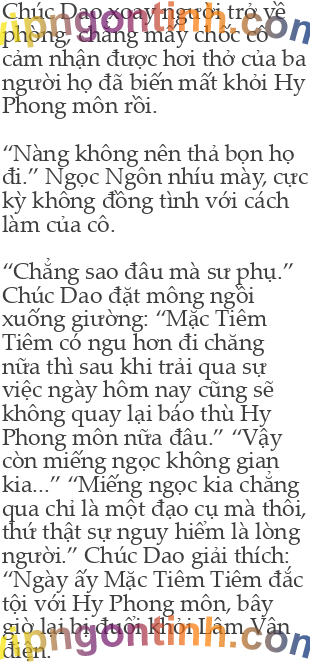 Chúc Dao xoay người trở về
phòng, chẳng mấy chốc cô
cảm nhận được hơi thở của ba
người họ đã biến mất khỏi Hy
Phong môn rồi.

“Nàng không nên thả bọn họ
đi.” Ngọc Ngôn nhíu mày, cực
kỳ không đồng tình với cách
làm của cô.

“Chẳng sao đâu mà sư phụ.”
Chúc Dao đặt mông ngồi
xuống giường: “Mặc Tiêm
Tiêm có ngu hơn đi chăng
nữa thì sau khi trải qua sự
việc ngày hôm nay cũng sẽ
không quay lại báo thù Hy
Phong môn nữa đâu.” “Vậy
còn miếng ngọc không gian
kia...” “Miếng ngọc kia chẳng
qua chỉ là một đạo cụ mà thôi,
thứ thật sự nguy hiểm là lòng
người.” Chúc Dao giải thích:
“Ngày ấy Mặc Tiêm Tiêm đắc
tội với Hy Phong môn, bây
giờ lại bị đuổi khỏi Lâm Vân
điện.
vipngontinh.com
vipngontinh.com